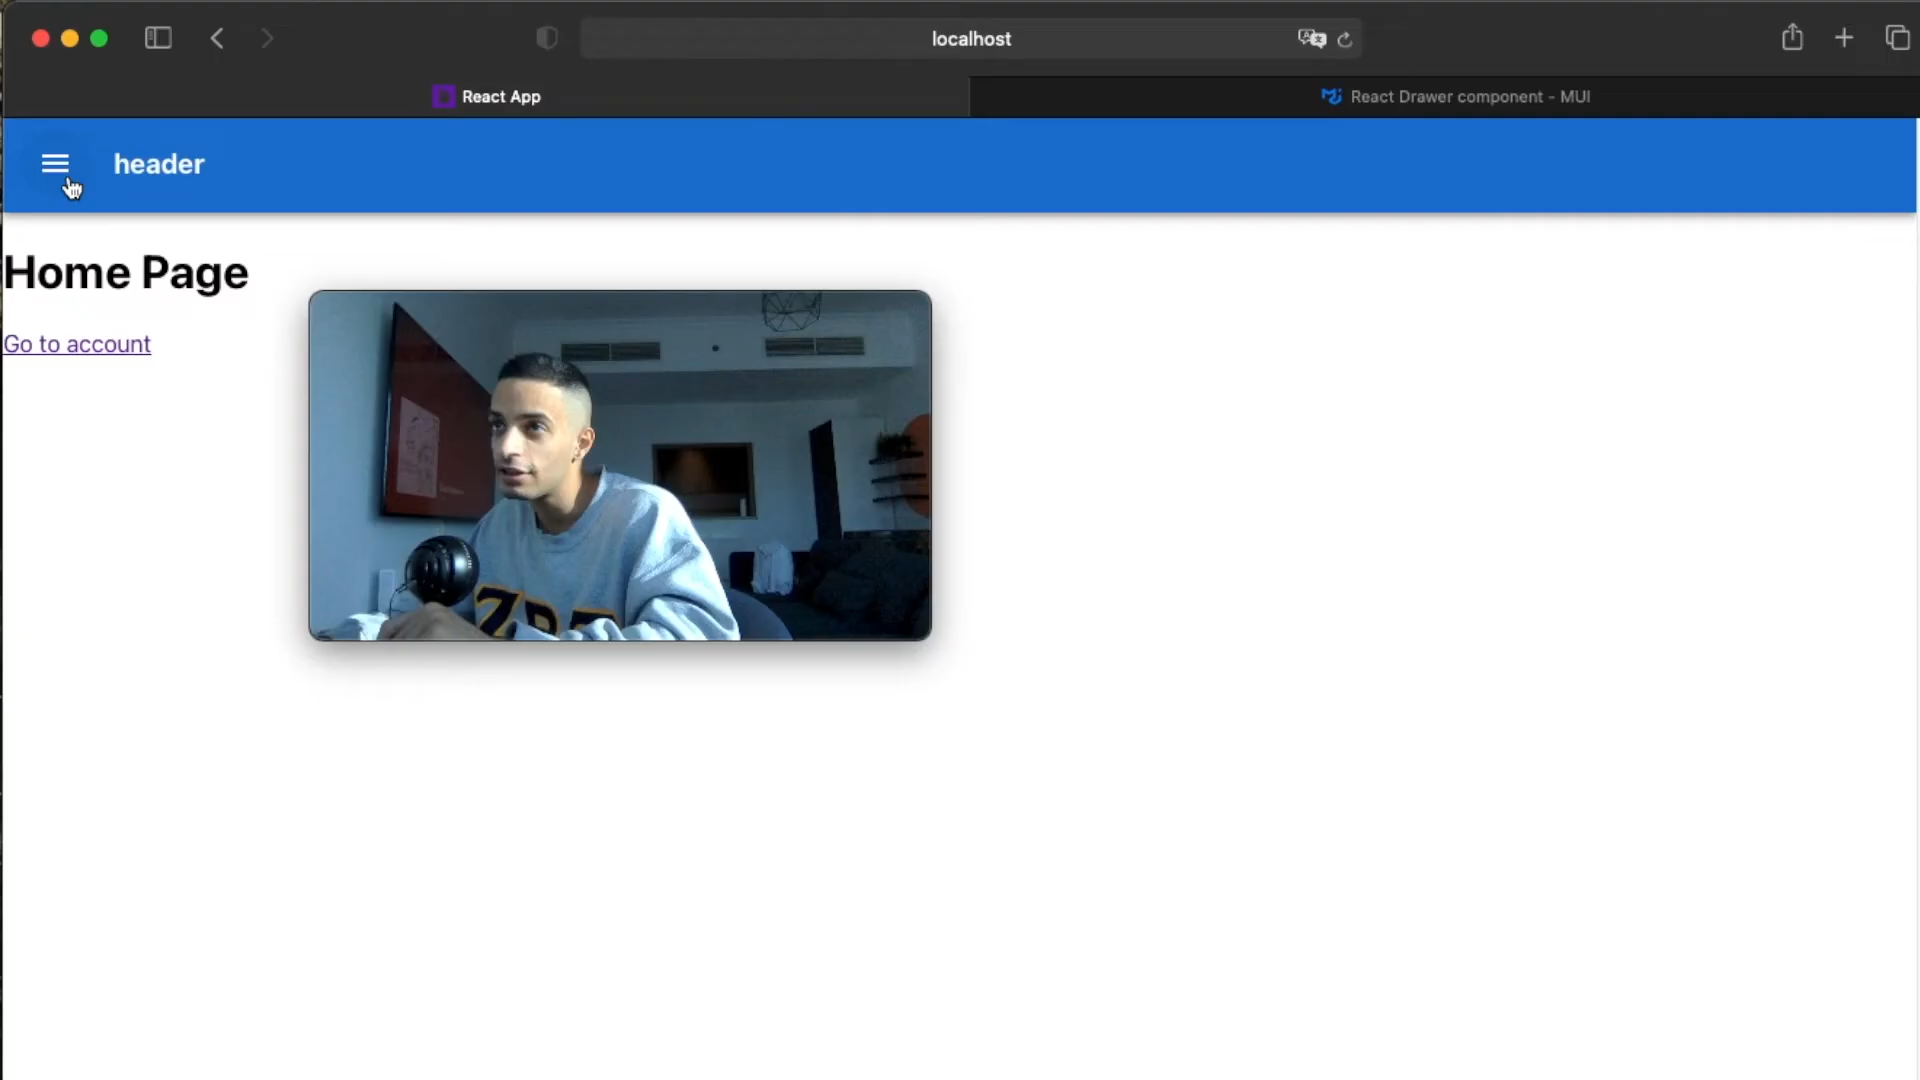 localhost
React App
React Drawer component - MUI
header
Home Page
Go to account